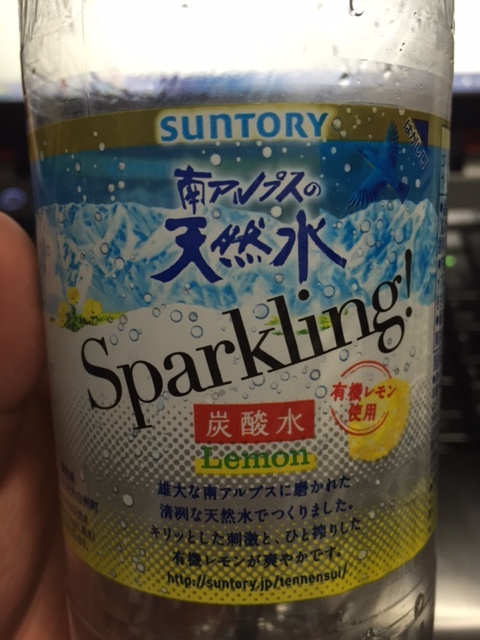 SUNTORY
南アルプスの
天然水
Sparkling!
有機レモン
使用
炭酸水
Lemon
雄大な南アルプスに磨かれた
清冽な天然水でつくりました。
キリッとした刺激と、ひと搾りした
有機レモンが爽やかです。
http://suntory.jp/tennensui/